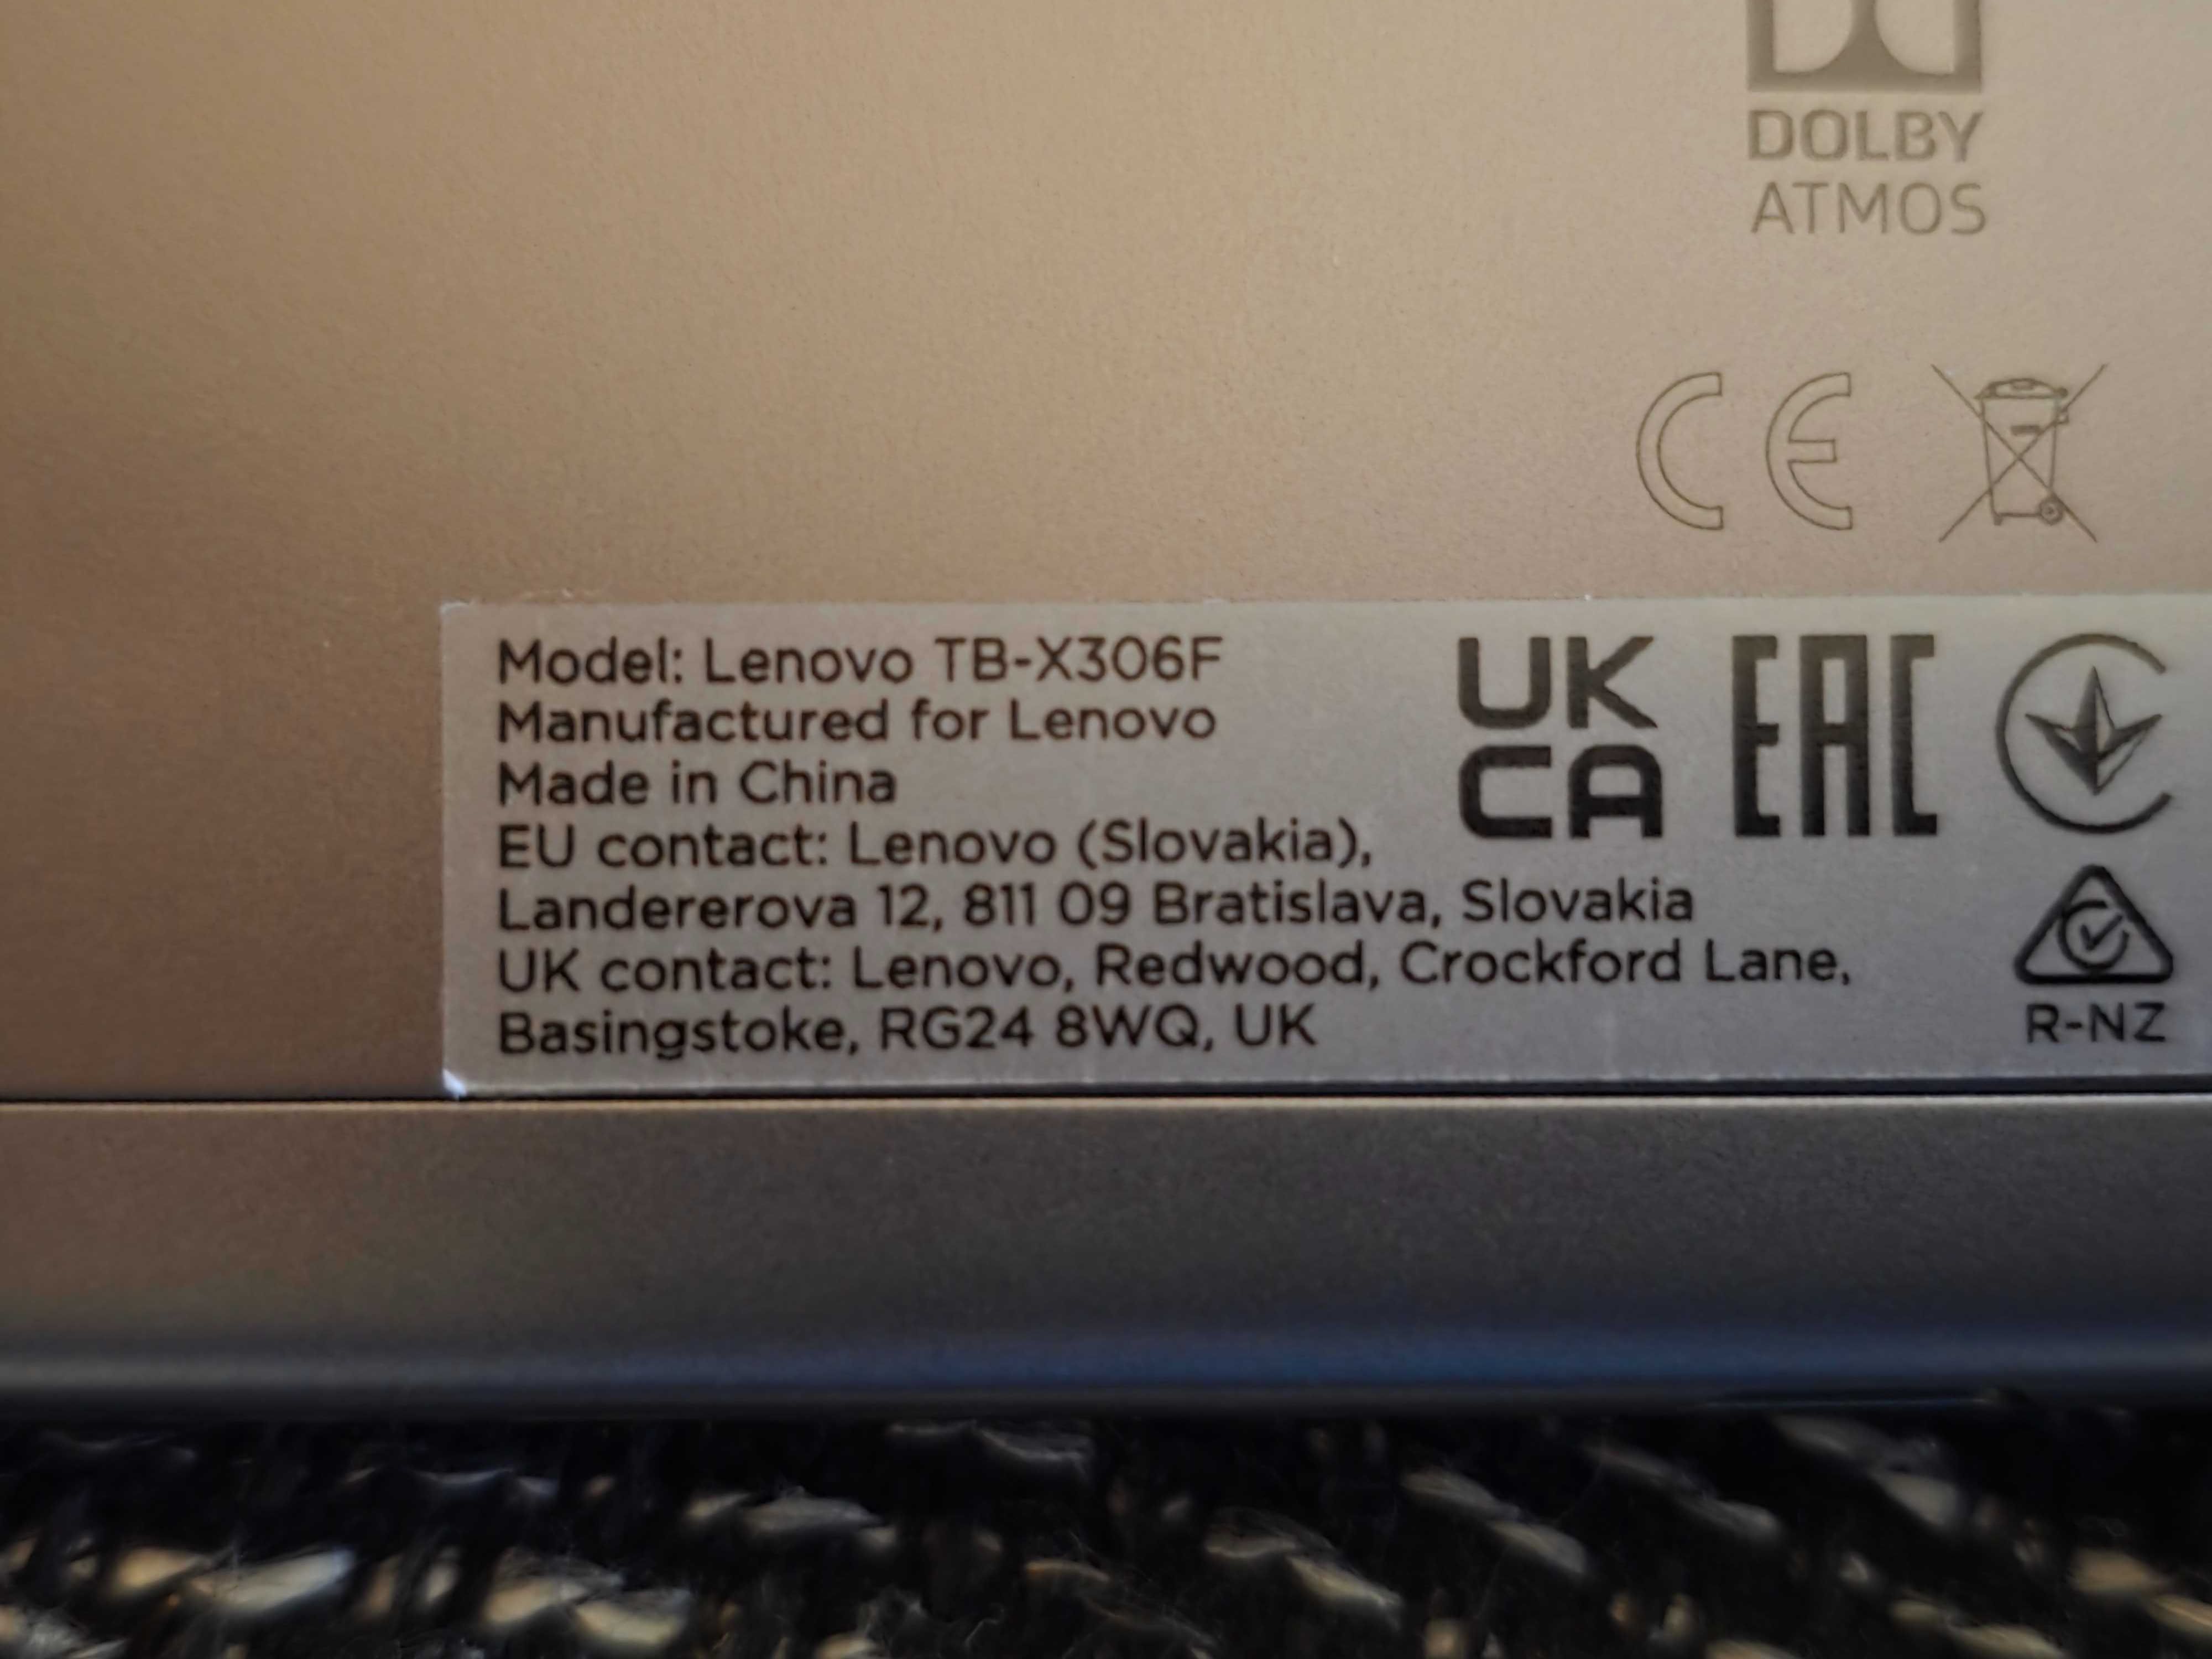 DOLBY
ATMOS
CE
Model: Lenovo TB-X306F
Manufactured for Lenovo
Made in China
EU contact: Lenovo (Slovakia),
Landererova 12, 811 09 Bratislava, Slovakia
UK contact: Lenovo, Redwood, Crockford Lane,
Basingstoke, RG24 8WQ, UK
UK
CA
EAC
R-NZ